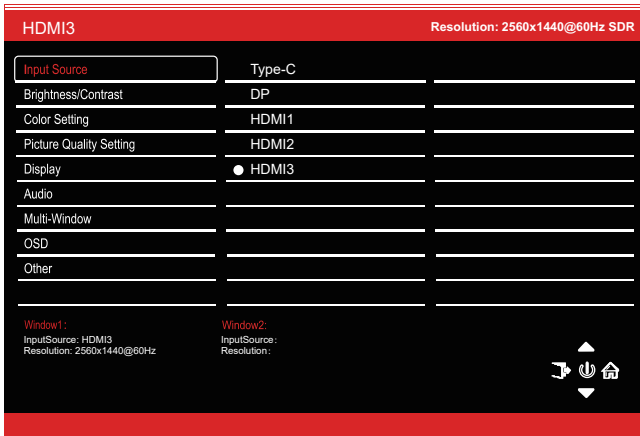 HDMI3
Resolution: 2560x1440@60Hz SDR
Input Source
Type-C
Brightness/Contrast
DP
Color Setting
HDMI1
Picture Quality Setting
HDMI2
Display
HDMI3
Audio
Multi-Window
OSD
Other
Window1:
Window2:
InputSource: HDMI3
InputSource:
Resolution: 2560x1440@60Hz
Resolution: